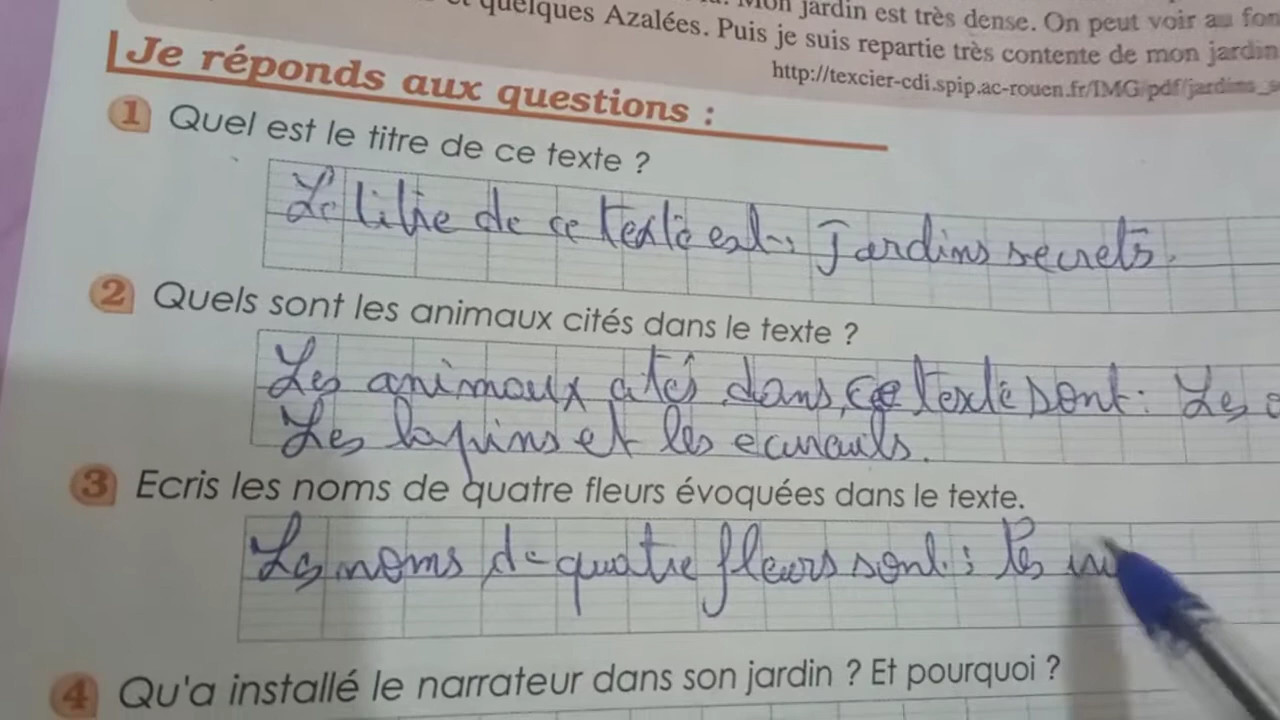 quelques Azalées. Puis je suis repartie très contente de mon jardin
Mon jardin est très dense. On peut voir au fon
http://texcier-cdi.spip.ac-rouen.fr/IMG/pdf/jardins_s
Je réponds aux questions :
1 Quel est le titre de ce texte ?
Le titre de ce texte est : Jardins secrets.
2 Quels sont les animaux cités dans le texte ?
Les animaux cités dans ce texte sont : Les
Les lapins et les ecurauls.
3 Ecris les noms de quatre fleurs évoquées dans le texte.
Les noms de quatre fleurs sont : les
4 Qu'a installé le narrateur dans son jardin ? Et pourquoi ?